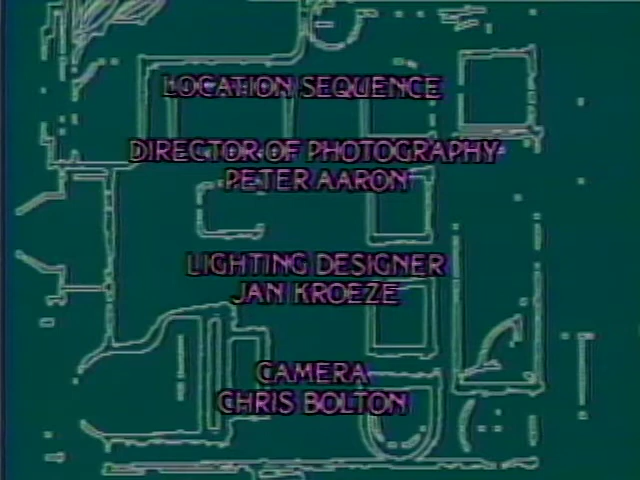 LOCATION SEQUENCE
DIRECTOR OF PHOTOGRAPHY
PETER AARON
LIGHTING DESIGNER
JAN KROEZE
CAMERA
CHRIS BOLTON